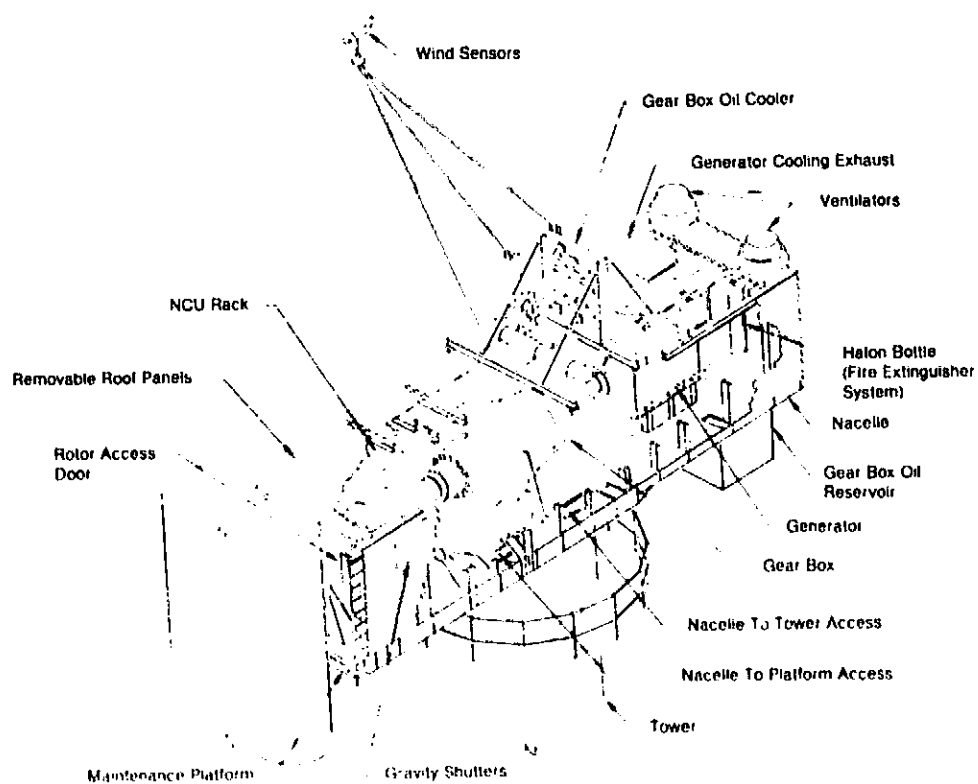 Wind Sensors
Gear Box Oil Cooler
Generator Cooling Exhaust
Ventilators
NCU Rack
Removable Roof Panels
Rotor Access
Door
Halon Bottle
(Fire Extinguisher
System)
Nacelle
Gear Box Oil
Reservoir
Generator
Gear Box
Nacelle To Tower Access
Nacelle To Platform Access
Tower
Maintenance Platform
Gravity Shutters